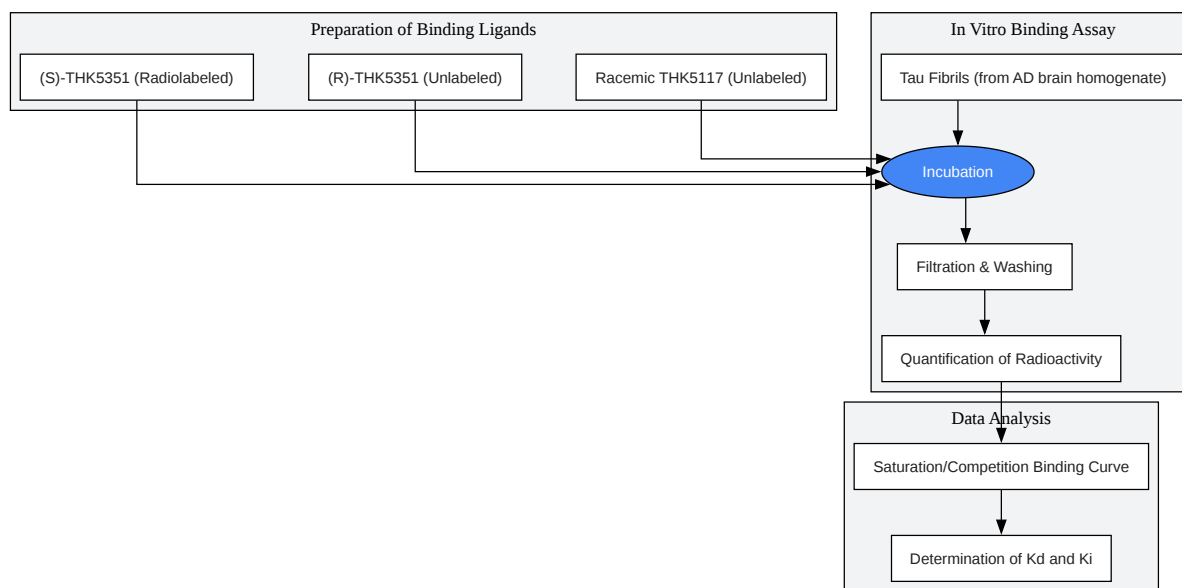 Preparation of Binding Ligands
(S)-THK5351 (Radiolabeled)
(R)-THK5351 (Unlabeled)
Racemic THK5117 (Unlabeled)
In Vitro Binding Assay
Tau Fibrils (from AD brain homogenate)
Incubation
Filtration & Washing
Quantification of Radioactivity
Data Analysis
Saturation/Competition Binding Curve
Determination of Kd and Ki